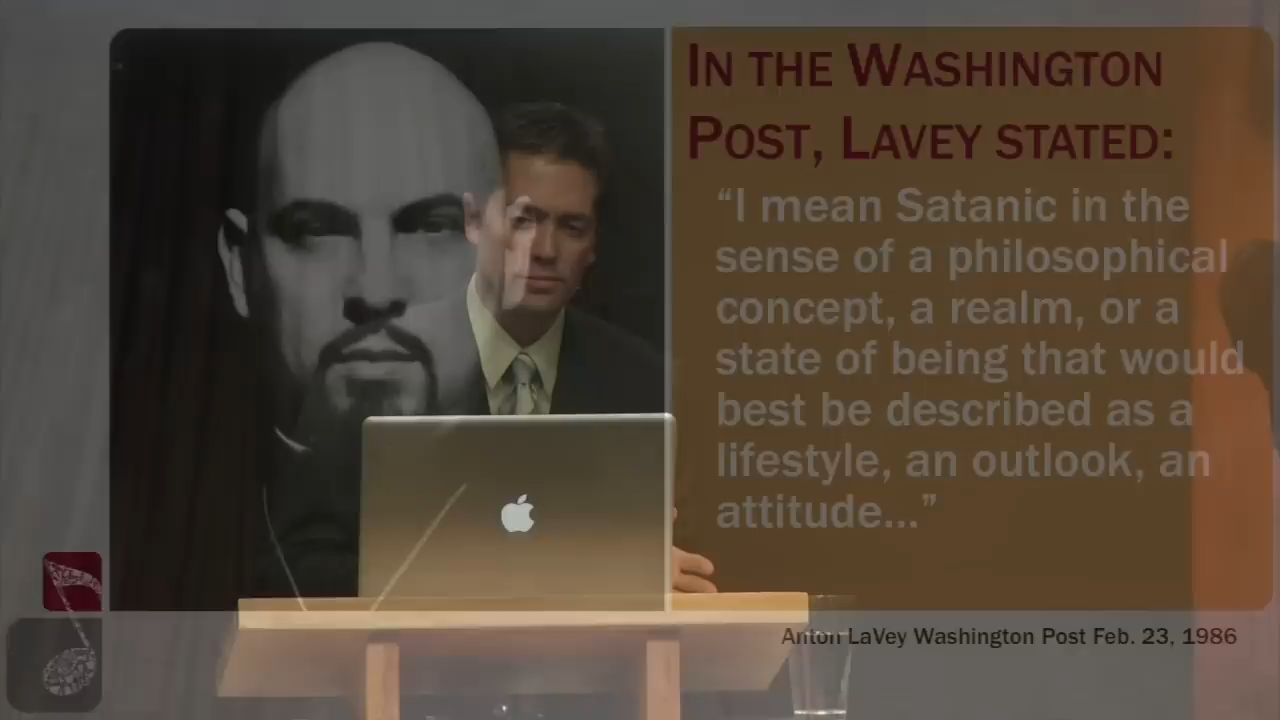 IN THE WASHINGTON
POST, LAVEY STATED:
“I mean Satanic in the
sense of a philosophical
concept, a realm, or a
state of being that would
best be described as a
lifestyle, an outlook, an
attitude...”
Anton LaVey Washington Post Feb. 23, 1986